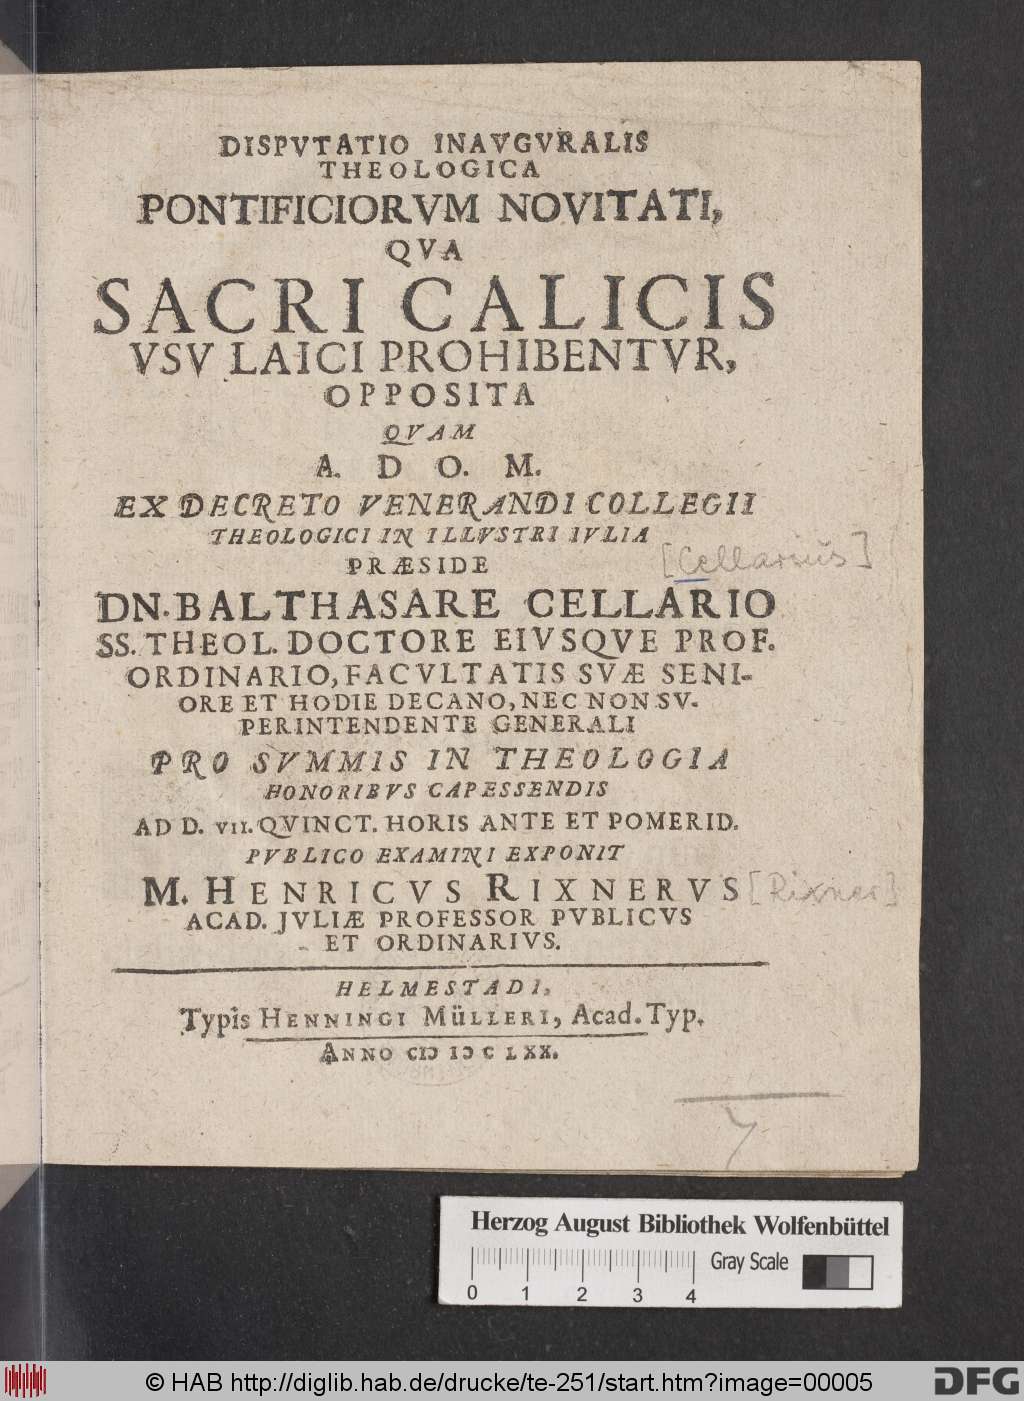 DISPVTATIO INAVGVRALIS
THEOLOGICA
PONTIFICIORVM NOVITATI,
QVA
SACRI CALICIS
VSV LAICI PROHIBENTVR,
OPPOSITA
QVAM
A. D O. M.
EX DECRETO VENERANDI COLLEGII
THEOLOGICI IN ILLVSTRI IVLIA
PRÆSIDE
[Cellarius]
DN. BALTHASARE CELLARIO
SS. THEOL. DOCTORE EIVSQVE PROF.
ORDINARIO, FACVLTATIS SVÆ SENI-
ORE ET HODIE DECANO, NEC NON SV-
PERINTENDENTE GENERALI
PRO SVMMIS IN THEOLOGIA
HONORIBVS CAPESSENDIS
AD D. VII. QVINCT. HORIS ANTE ET POMERID.
PVBLICO EXAMINI EXPONIT
M. HENRICVS RIXNERVS [Rixner]
ACAD. JVLIÆ PROFESSOR PVBLICVS
ET ORDINARIVS.
HELMESTADI,
Typis HENNINGI MüLLERI, Acad. Typ.
ANNO CIↃ IↃ C LXX.
Herzog August Bibliothek Wolfenbüttel
Gray Scale
0 1 2 3 4
© HAB http://diglib.hab.de/drucke/te-251/start.htm?image=00005
DFG